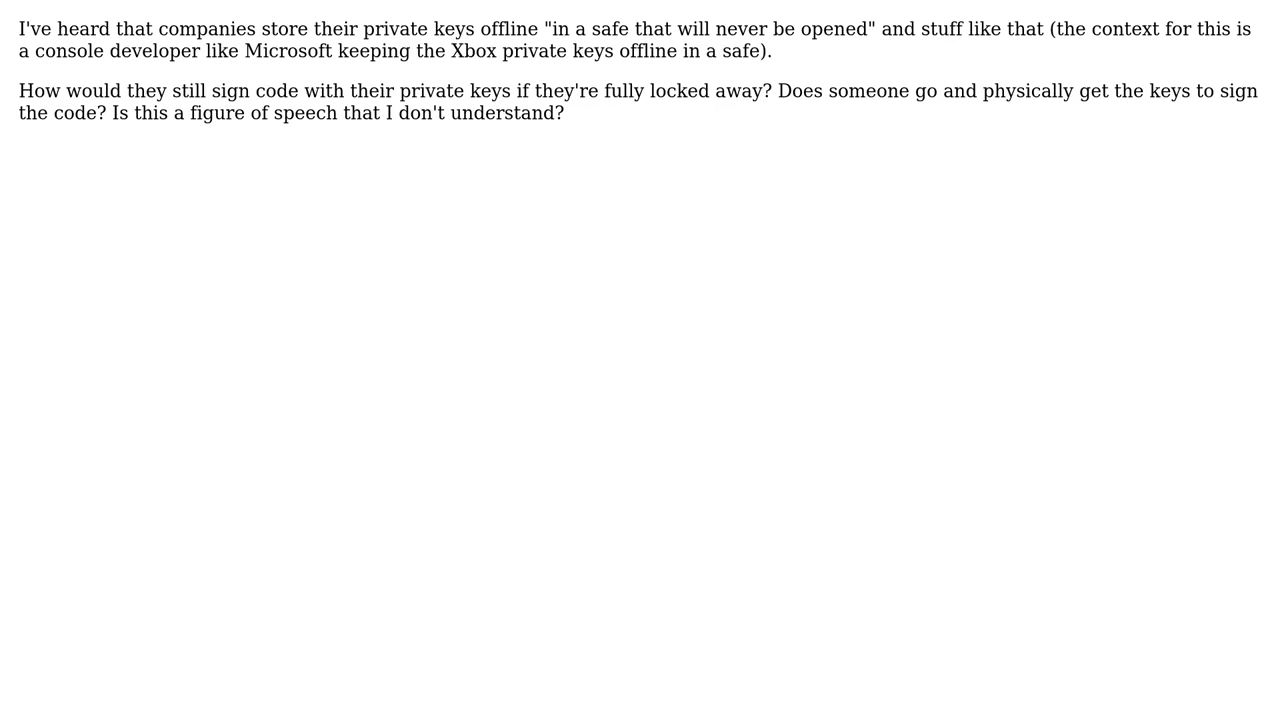 I've heard that companies store their private keys offline "in a safe that will never be opened" and stuff like that (the context for this is
a console developer like Microsoft keeping the Xbox private keys offline in a safe).
How would they still sign code with their private keys if they're fully locked away? Does someone go and physically get the keys to sign
the code? Is this a figure of speech that I don't understand?